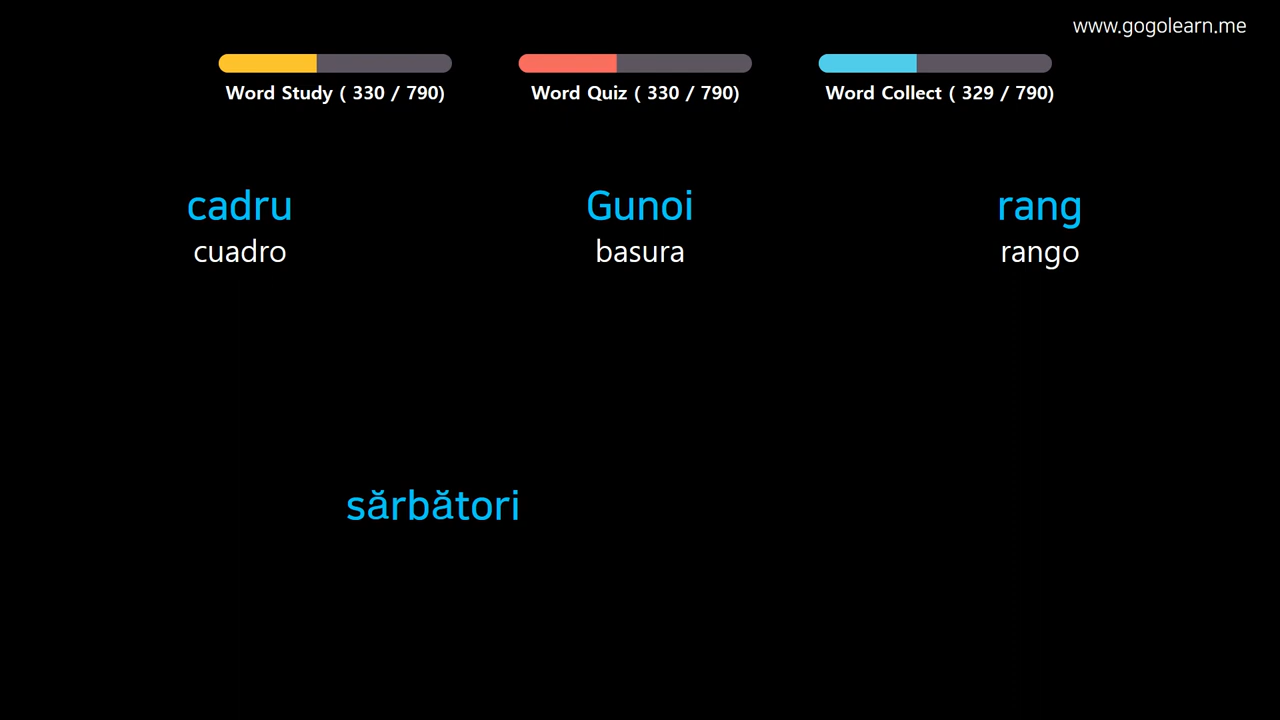 www.gogolearn.me
Word Study ( 330 / 790)
Word Quiz ( 330 / 790)
Word Collect ( 329 / 790)
cadru
cuadro
Gunoi
basura
rang
rango
sărbători